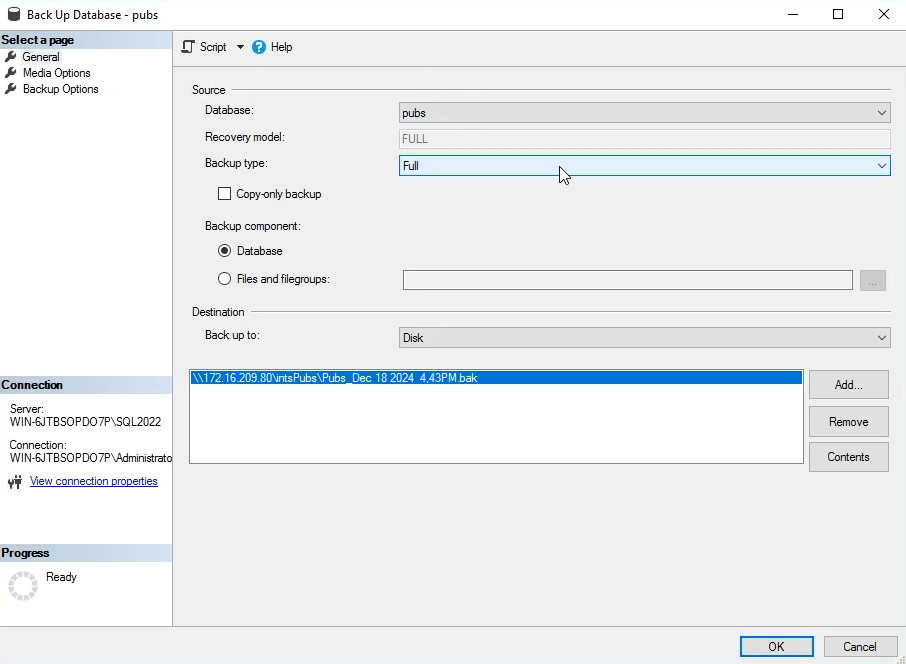 Back Up Database - pubs
Select a page
General
Media Options
Backup Options
Script
Help
Source
Database:
pubs
Recovery model:
FULL
Backup type:
Full
Copy-only backup
Backup component:
Database
Files and filegroups:
...
Destination
Back up to:
Disk
\\172.16.209.80\intsPubs\Pubs_Dec 18 2024  4,43PM.bak
Add...
Remove
Contents
Connection
Server:
WIN-6JTBSOPDO7P\SQL2022
Connection:
WIN-6JTBSOPDO7P\Administrato
View connection properties
Progress
Ready
OK
Cancel